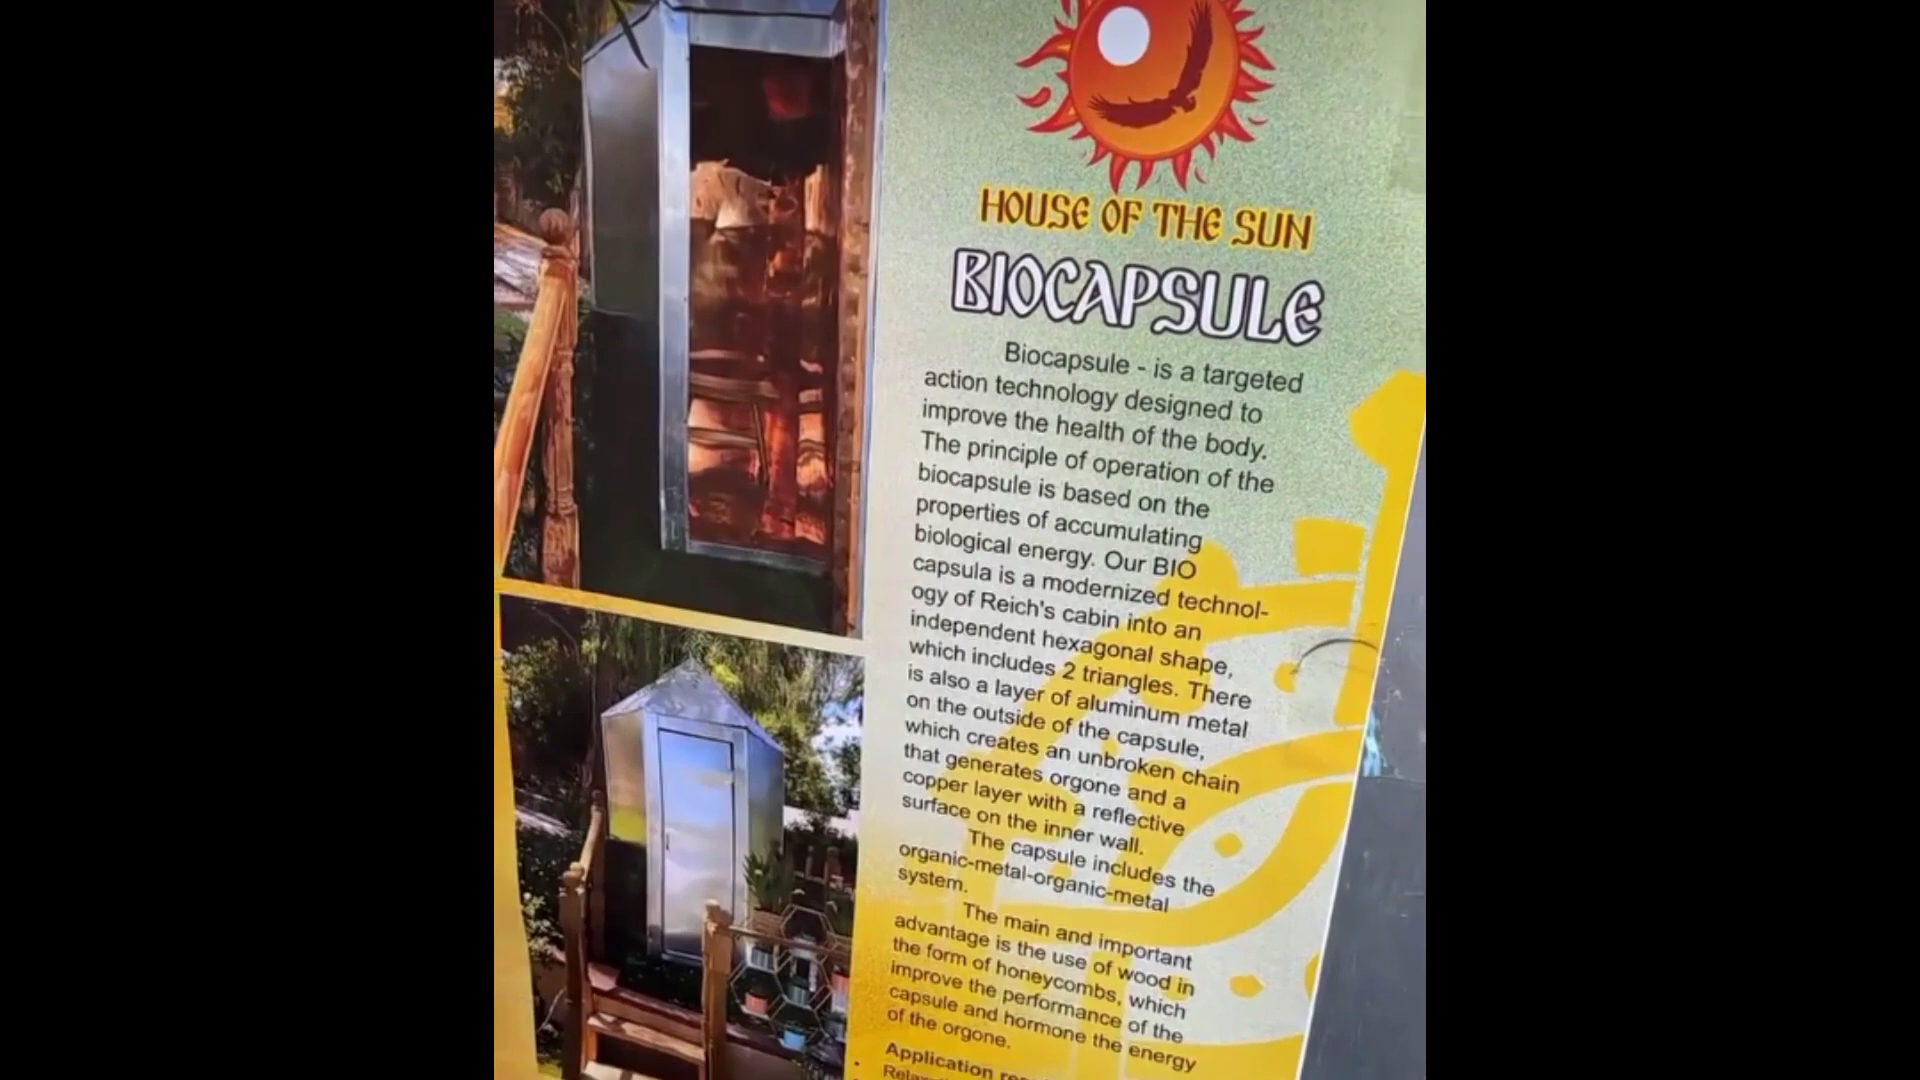 HOUSE OF THE SUN
BIOCAPSULE
Biocapsule - is a targeted
action technology designed to
improve the health of the body.
The principle of operation of the
biocapsule is based on the
properties of accumulating
biological energy. Our BIO
capsula is a modernized technol-
ogy of Reich's cabin into an
independent hexagonal shape,
which includes 2 triangles. There
is also a layer of aluminum metal
on the outside of the capsule,
which creates an unbroken chain
that generates orgone and a
copper layer with a reflective
surface on the inner wall.
The capsule includes the
organic-metal-organic-metal
system.
The main and important
advantage is the use of wood in
the form of honeycombs, which
improve the performance of the
capsule and hormone the energy
of the orgone.
Application